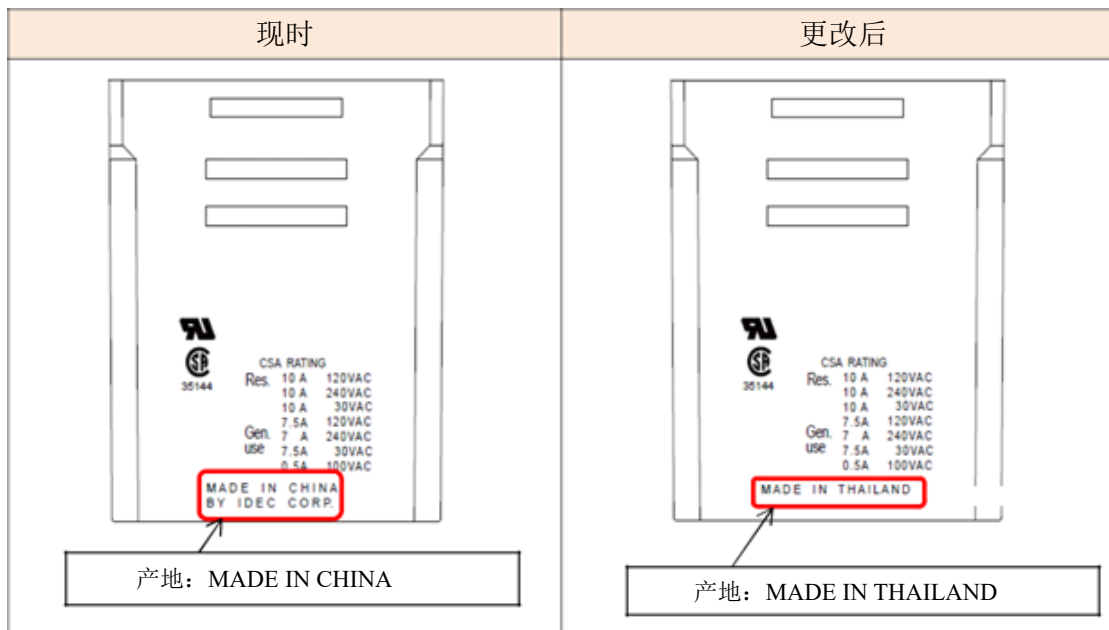 现时
更改后
35144
CSA RATING
Res. 10 A 120VAC
10 A 240VAC
10 A 30VAC
7.5A 120VAC
Gen. use 7 A 240VAC
7.5A 30VAC
0.5A 100VAC
MADE IN CHINA
BY IDEC CORP.
产地：MADE IN CHINA
35144
CSA RATING
Res. 10 A 120VAC
10 A 240VAC
10 A 30VAC
7.5A 120VAC
Gen. use 7 A 240VAC
7.5A 30VAC
0.5A 100VAC
MADE IN THAILAND
产地：MADE IN THAILAND